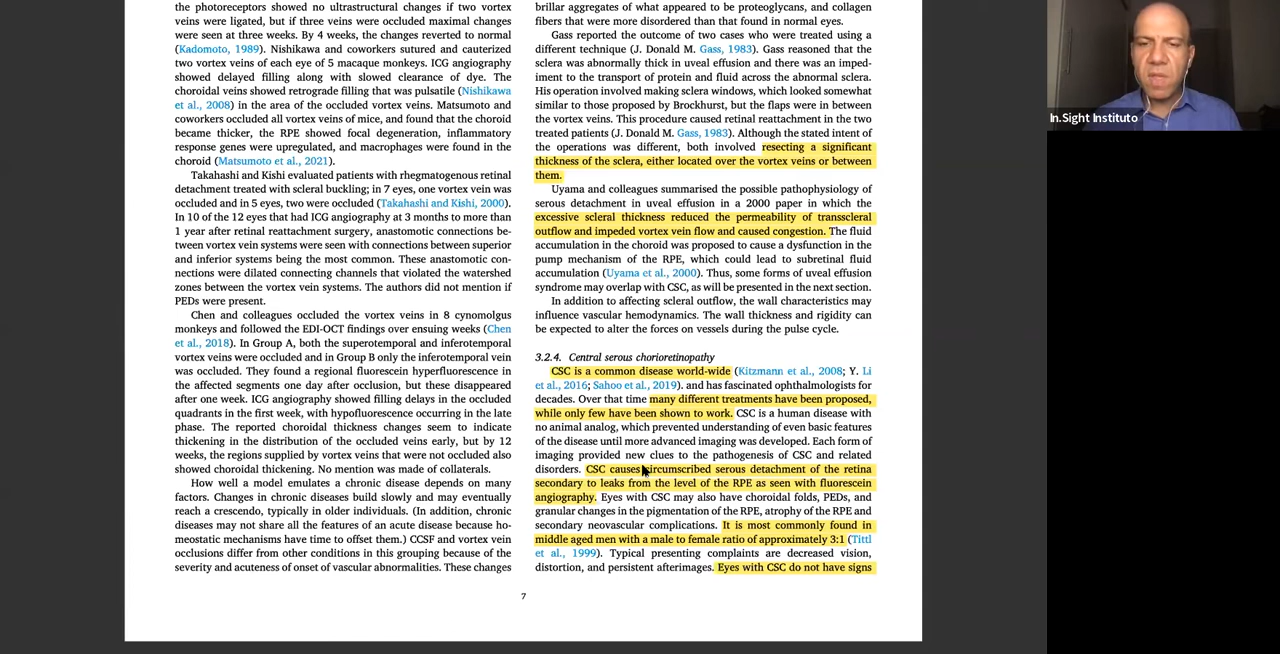 the photoreceptors showed no ultrastructural changes if two vortex
veins were ligated, but if three veins were occluded maximal changes
were seen at three weeks. By 4 weeks, the changes reverted to normal
(Kadomoto, 1989). Nishikawa and coworkers sutured and cauterized
two vortex veins of each eye of 5 macaque monkeys. ICG angiography
showed delayed filling along with slowed clearance of dye. The
choroidal veins showed retrograde filling that was pulsatile (Nishikawa
et al., 2008) in the area of the occluded vortex veins. Matsumoto and
coworkers occluded all vortex veins of mice, and found that the choroid
became thicker, the RPE showed focal degeneration, inflammatory
response genes were upregulated, and macrophages were found in the
choroid (Matsumoto et al., 2021).
Takahashi and Kishi evaluated patients with rhegmatogenous retinal
detachment treated with scleral buckling; in 7 eyes, one vortex vein was
occluded and in 5 eyes, two were occluded (Takahashi and Kishi, 2000).
In 10 of the 12 eyes that had ICG angiography at 3 months to more than
1 year after retinal reattachment surgery, anastomotic connections be-
tween vortex vein systems were seen with connections between superior
and inferior systems being the most common. These anastomotic con-
nections were dilated connecting channels that violated the watershed
zones between the vortex vein systems. The authors did not mention if
PEDs were present.
Chen and colleagues occluded the vortex veins in 8 cynomolgus
monkeys and followed the EDI-OCT findings over ensuing weeks (Chen
et al., 2018). In Group A, both the superotemporal and inferotemporal
vortex veins were occluded and in Group B only the inferotemporal vein
was occluded. They found a regional fluorescein hyperfluorescence in
the affected segments one day after occlusion, but these disappeared
after one week. ICG angiography showed filling delays in the occluded
quadrants in the first week, with hypofluorescence occurring in the late
phase. The reported choroidal thickness changes seem to indicate
thickening in the distribution of the occluded veins early, but by 12
weeks, the regions supplied by vortex veins that were not occluded also
showed choroidal thickening. No mention was made of collaterals.
How well a model emulates a chronic disease depends on many
factors. Changes in chronic diseases build slowly and may eventually
reach a crescendo, typically in older individuals. (In addition, chronic
diseases may not share all the features of an acute disease because ho-
meostatic mechanisms have time to offset them.) CCSF and vortex vein
occlusions differ from other conditions in this grouping because of the
severity and acuteness of onset of vascular abnormalities. These changes
brillar aggregates of what appeared to be proteoglycans, and collagen
fibers that were more disordered than that found in normal eyes.
Gass reported the outcome of two cases who were treated using a
different technique (J. Donald M. Gass, 1983). Gass reasoned that the
sclera was abnormally thick in uveal effusion and there was an imped-
iment to the transport of protein and fluid across the abnormal sclera.
His operation involved making sclera windows, which looked somewhat
similar to those proposed by Brockhurst, but the flaps were in between
the vortex veins. This procedure caused retinal reattachment in the two
treated patients (J. Donald M. Gass, 1983). Although the stated intent of
the operations was different, both involved resecting a significant
thickness of the sclera, either located over the vortex veins or between
them.
Uyama and colleagues summarised the possible pathophysiology of
serous detachment in uveal effusion in a 2000 paper in which the
excessive scleral thickness reduced the permeability of transscleral
outflow and impeded vortex vein flow and caused congestion. The fluid
accumulation in the choroid was proposed to cause a dysfunction in the
pump mechanism of the RPE, which could lead to subretinal fluid
accumulation (Uyama et al., 2000). Thus, some forms of uveal effusion
syndrome may overlap with CSC, as will be presented in the next section.
In addition to affecting scleral outflow, the wall characteristics may
influence vascular hemodynamics. The wall thickness and rigidity can
be expected to alter the forces on vessels during the pulse cycle.
3.2.4. Central serous chorioretinopathy
CSC is a common disease world-wide (Kitzmann et al., 2008; Y. Li
et al., 2016; Sahoo et al., 2019). and has fascinated ophthalmologists for
decades. Over that time many different treatments have been proposed,
while only few have been shown to work. CSC is a human disease with
no animal analog, which prevented understanding of even basic features
of the disease until more advanced imaging was developed. Each form of
imaging provided new clues to the pathogenesis of CSC and related
disorders. CSC causes circumscribed serous detachment of the retina
secondary to leaks from the level of the RPE as seen with fluorescein
angiography. Eyes with CSC may also have choroidal folds, PEDs, and
granular changes in the pigmentation of the RPE, atrophy of the RPE and
secondary neovascular complications. It is most commonly found in
middle aged men with a male to female ratio of approximately 3:1 (Tittl
et al., 1999). Typical presenting complaints are decreased vision,
distortion, and persistent afterimages. Eyes with CSC do not have signs
7
In.Sight Instituto